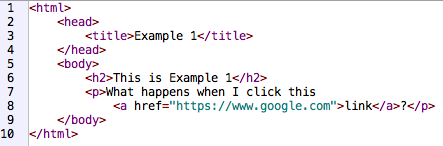 1 <html>
2     <head>
3         <title>Example 1</title>
4     </head>
5     <body>
6         <h2>This is Example 1</h2>
7         <p>What happens when I click this
8             <a href="https://www.google.com">link</a>?</p>
9     </body>
10 </html>